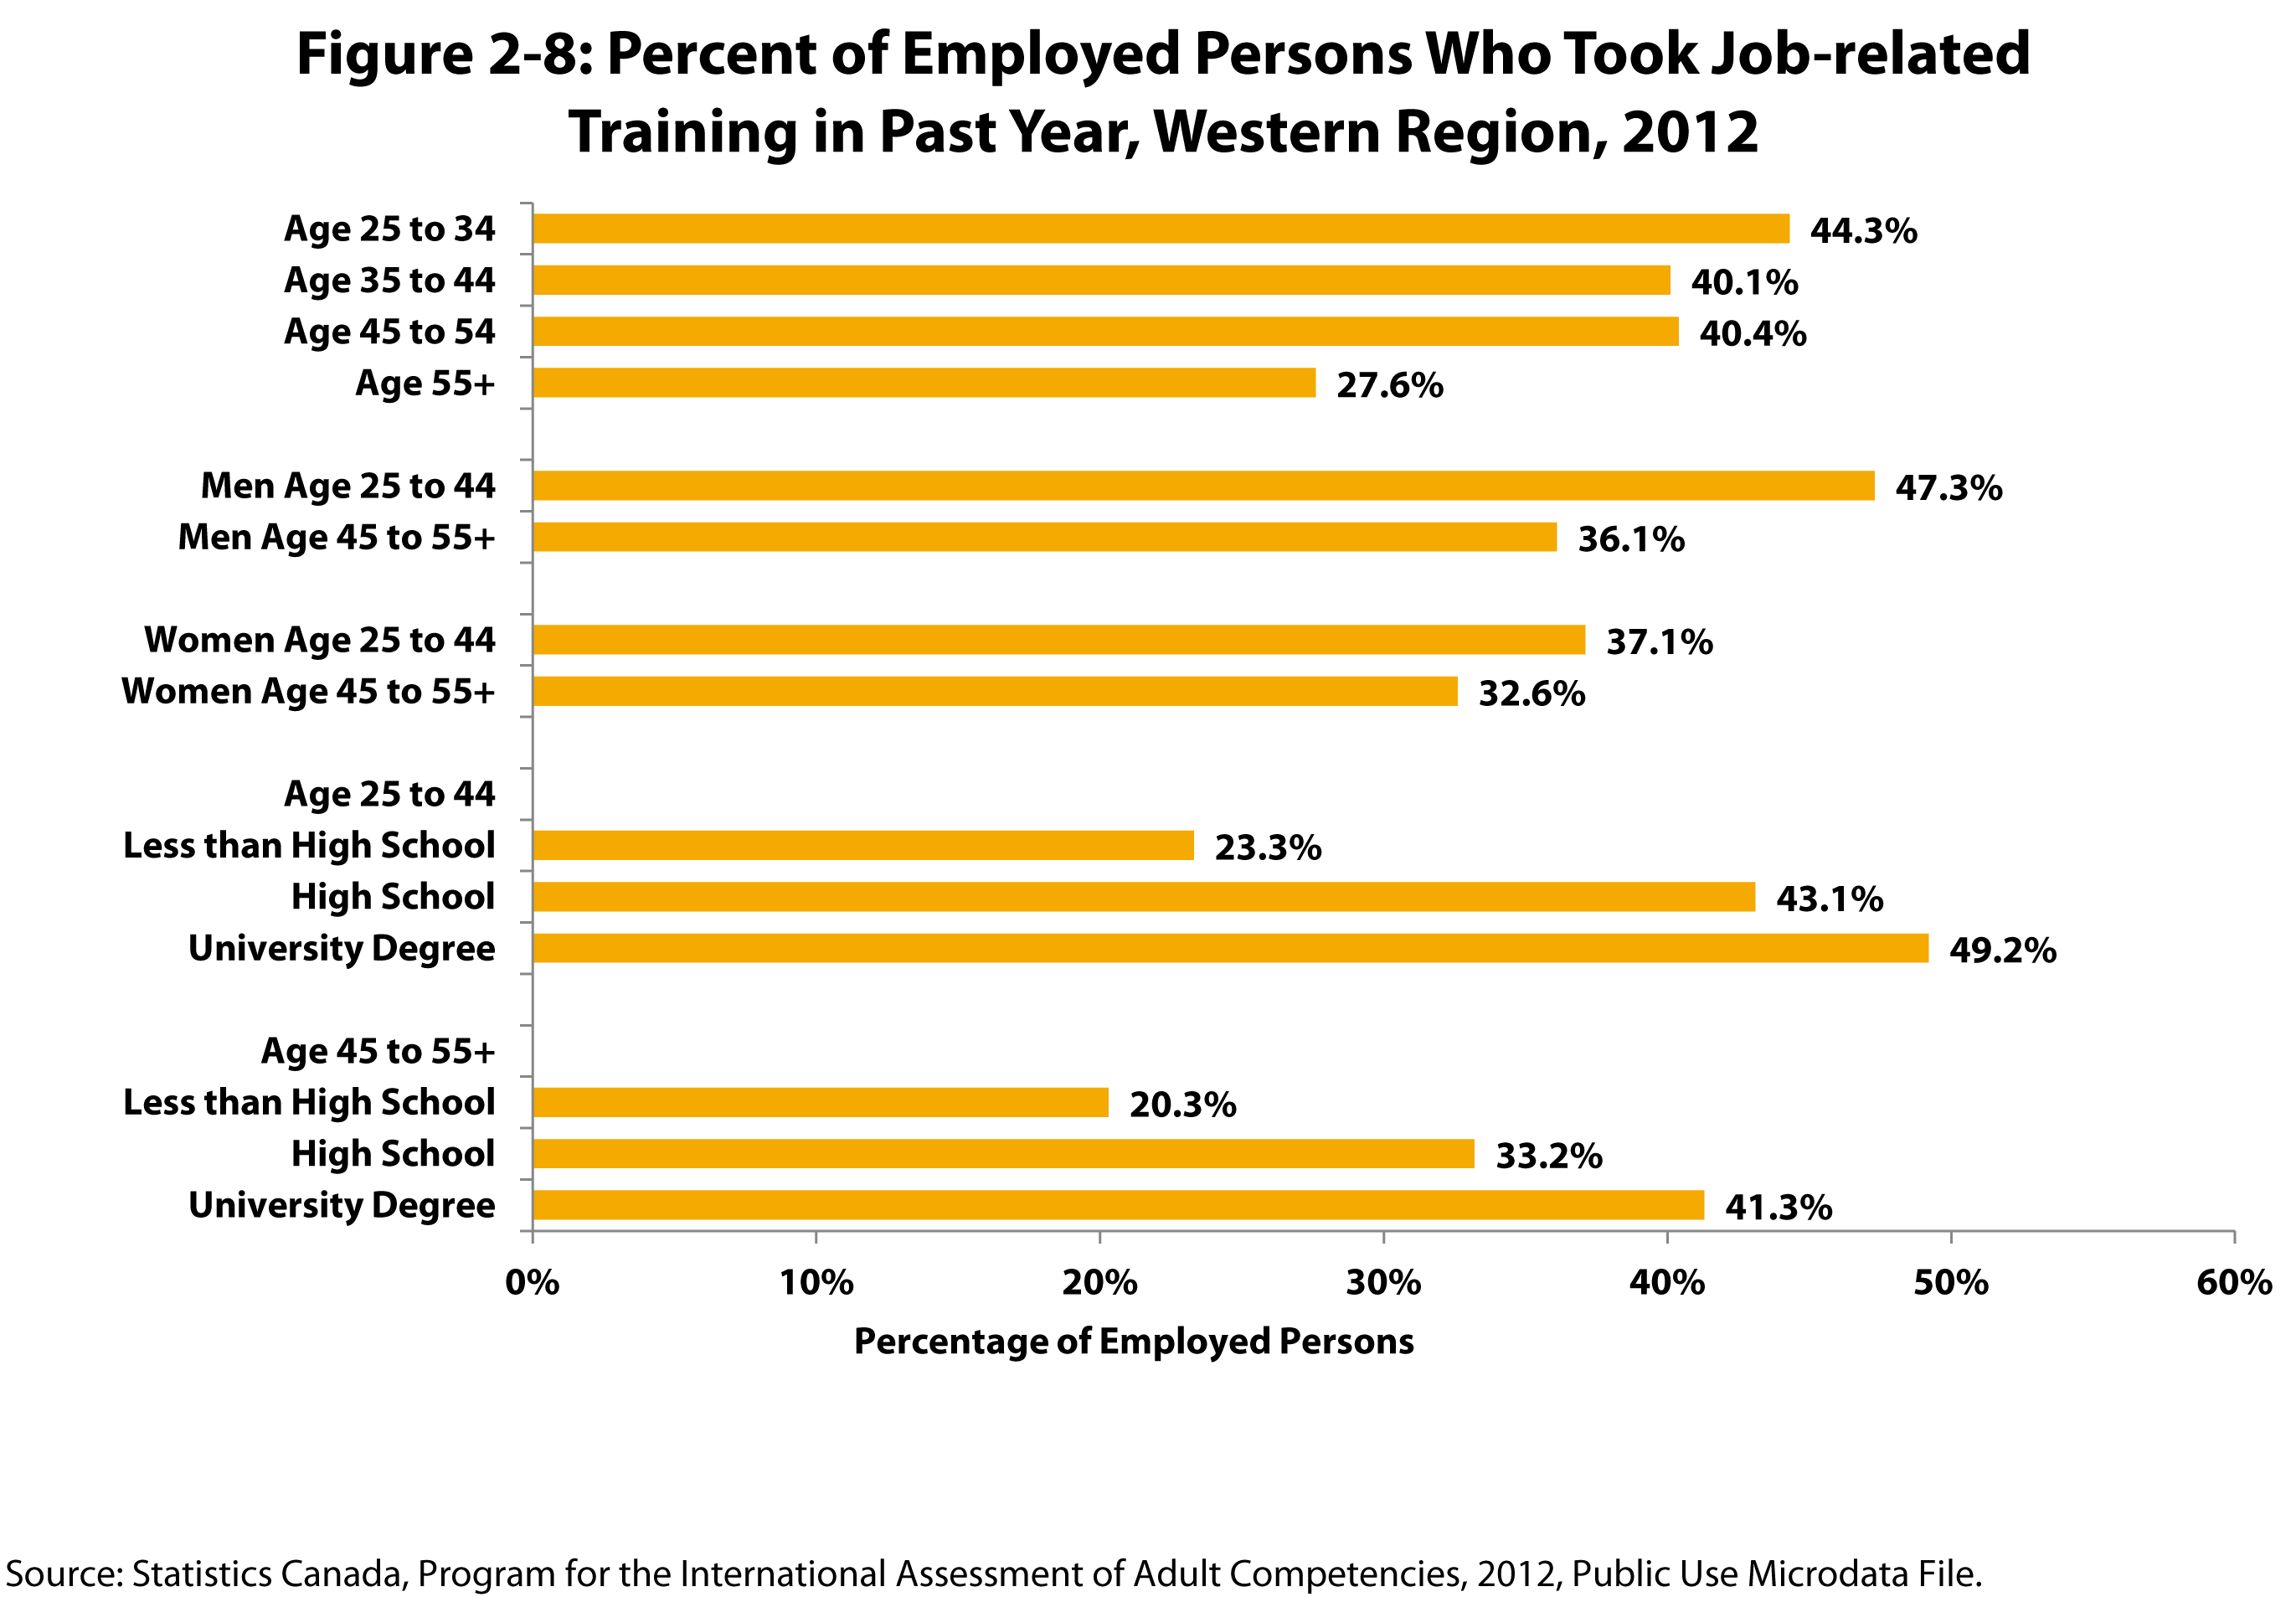 Figure 2-8: Percent of Employed Persons Who Took Job-related
Training in Past Year, Western Region, 2012
Age 25 to 34 44.3%
Age 35 to 44 40.1%
Age 45 to 54 40.4%
Age 55+ 27.6%
Men Age 25 to 44 47.3%
Men Age 45 to 55+ 36.1%
Women Age 25 to 44 37.1%
Women Age 45 to 55+ 32.6%
Age 25 to 44
Less than High School 23.3%
High School 43.1%
University Degree 49.2%
Age 45 to 55+
Less than High School 20.3%
High School 33.2%
University Degree 41.3%
0% 10% 20% 30% 40% 50% 60%
Percentage of Employed Persons
Source: Statistics Canada, Program for the International Assessment of Adult Competencies, 2012, Public Use Microdata File.